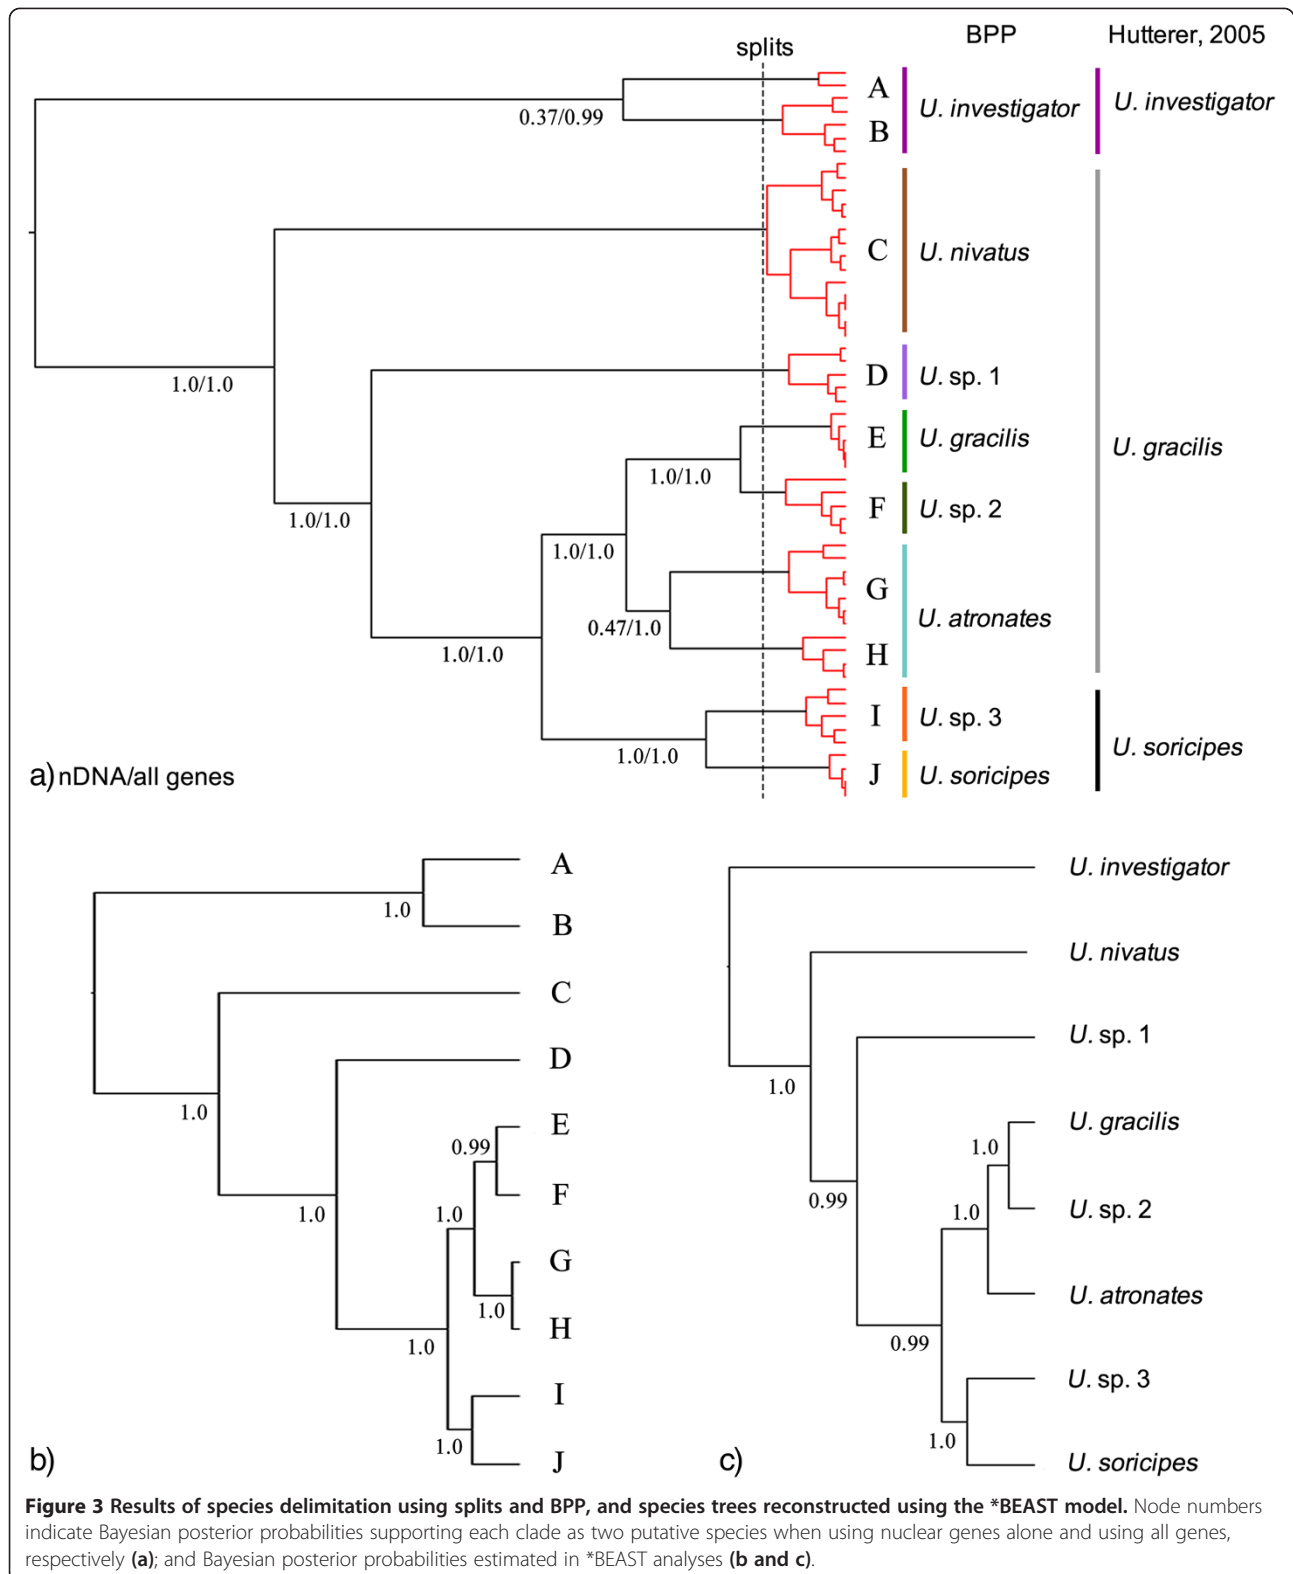 splits
BPP
Hutterer, 2005
A
B
U. investigator
U. investigator
0.37/0.99
C
U. nivatus
1.0/1.0
D
U. sp. 1
E
U. gracilis
U. gracilis
1.0/1.0
F
U. sp. 2
1.0/1.0
1.0/1.0
G
U. atronates
0.47/1.0
H
1.0/1.0
I
U. sp. 3
1.0/1.0
U. soricipes
J
U. soricipes
a) nDNA/all genes
A
1.0
B
C
1.0
D
1.0
E
0.99
F
1.0
G
1.0
H
1.0
I
1.0
J
b)
U. investigator
U. nivatus
U. sp. 1
1.0
U. gracilis
1.0
0.99
U. sp. 2
1.0
U. atronates
0.99
U. sp. 3
1.0
U. soricipes
c)
Figure 3 Results of species delimitation using splits and BPP, and species trees reconstructed using the *BEAST model. Node numbers
indicate Bayesian posterior probabilities supporting each clade as two putative species when using nuclear genes alone and using all genes,
respectively (a); and Bayesian posterior probabilities estimated in *BEAST analyses (b and c).